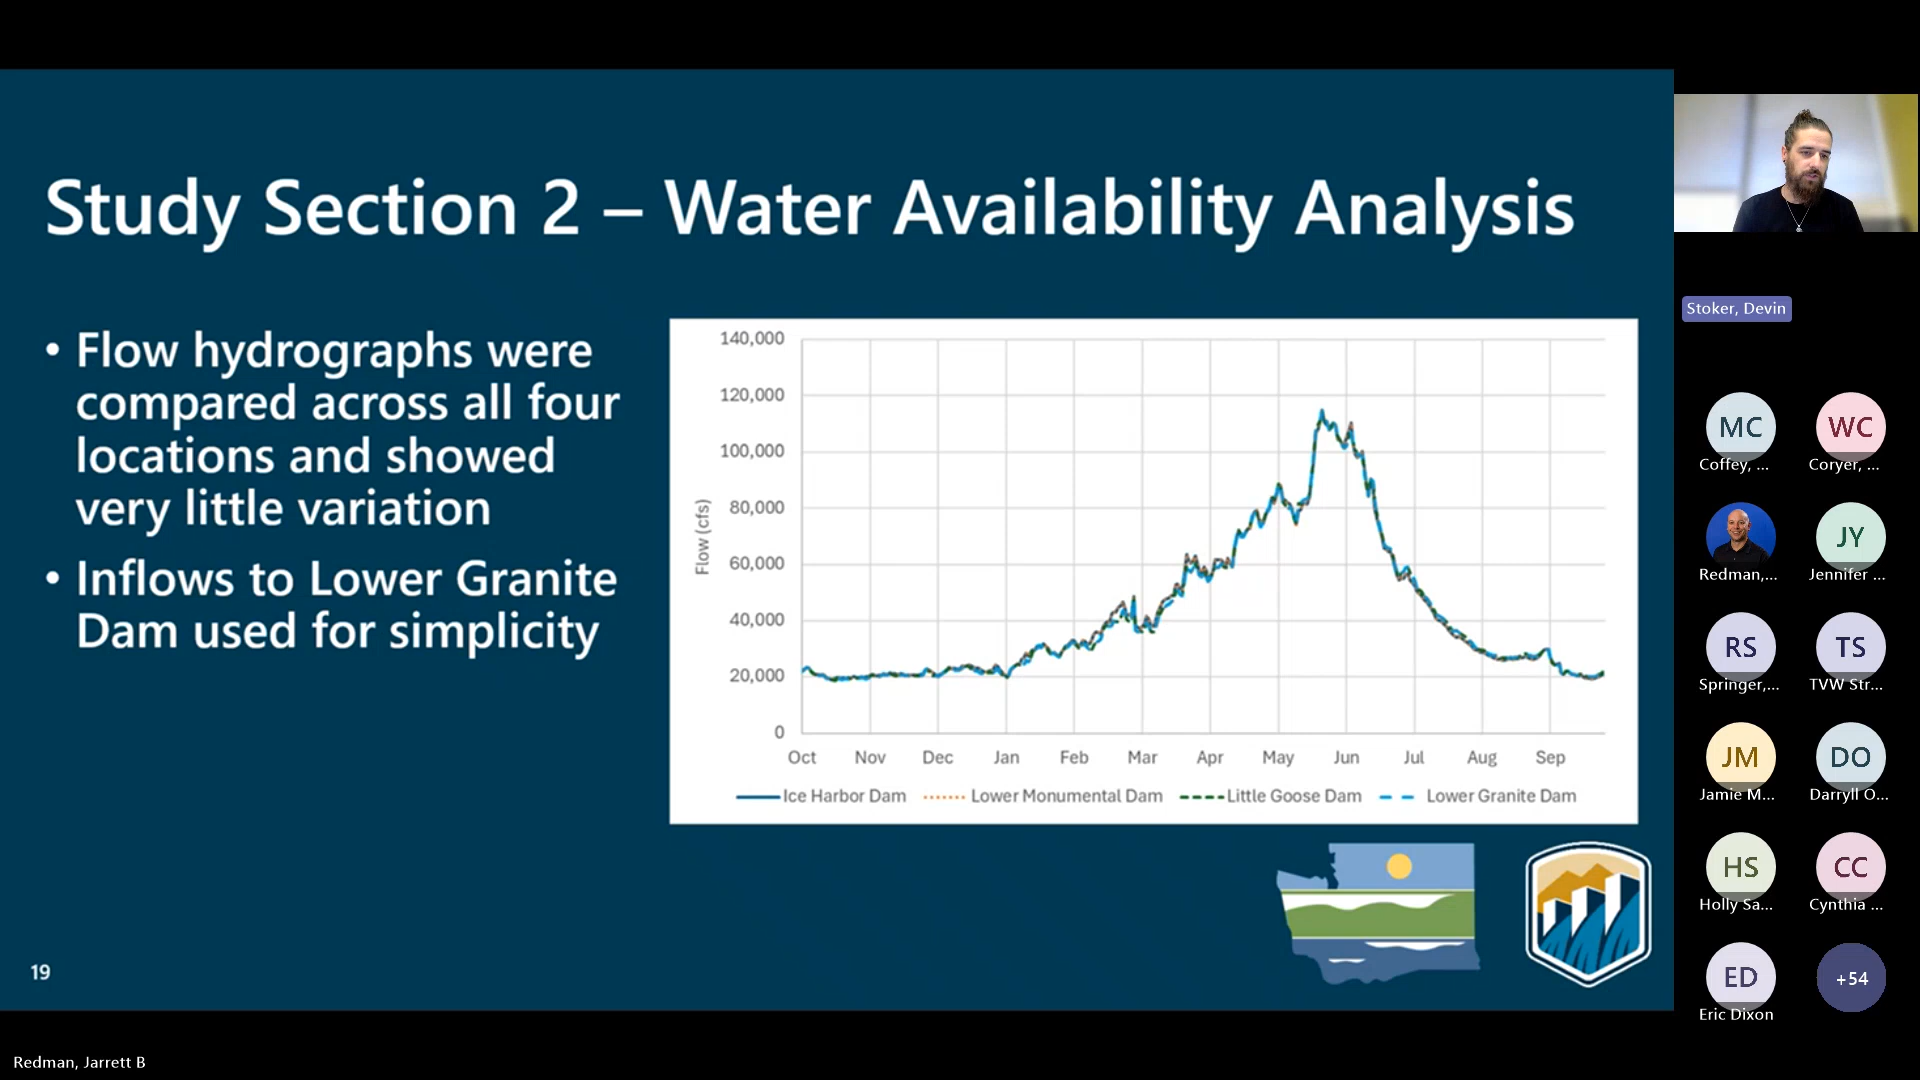 Study Section 2 – Water Availability Analysis
• Flow hydrographs were
compared across all four
locations and showed
very little variation
• Inflows to Lower Granite
Dam used for simplicity
140,000
120,000
100,000
80,000
60,000
40,000
20,000
0
Flow (cfs)
Oct Nov Dec Jan Feb Mar Apr May Jun Jul Aug Sep
Ice Harbor Dam Lower Monumental Dam Little Goose Dam Lower Granite Dam
19
Stoker, Devin
MC WC
Coffey, ... Coryer, ...
JY
Redman,... Jennifer ...
RS TS
Springer,... TVW Str...
JM DO
Jamie M... Darryll O...
HS CC
Holly Sa... Cynthia ...
ED +54
Eric Dixon
Redman, Jarrett B